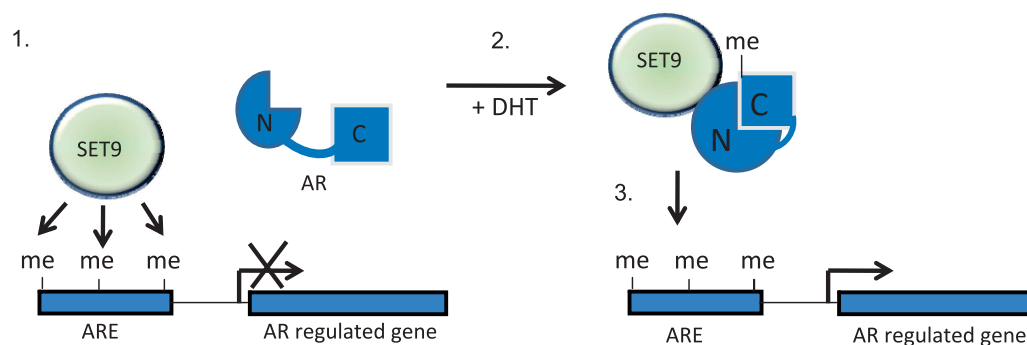 1.
SET9
N
C
AR
me me me
ARE
AR regulated gene
2.
+ DHT
SET9
me
C
N
3.
me me me
ARE
AR regulated gene